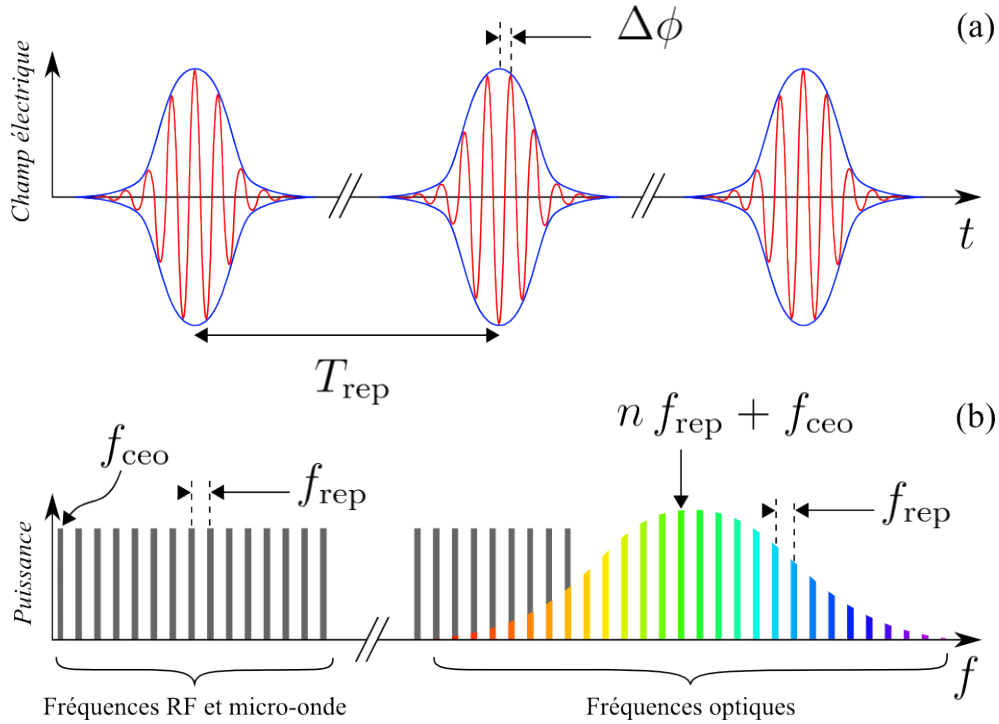 (a)
Δϕ
Champ électrique
t
T_rep
(b)
n f_rep + f_ceo
f_ceo
f_rep
f_rep
Puissance
f
Fréquences RF et micro-onde
Fréquences optiques